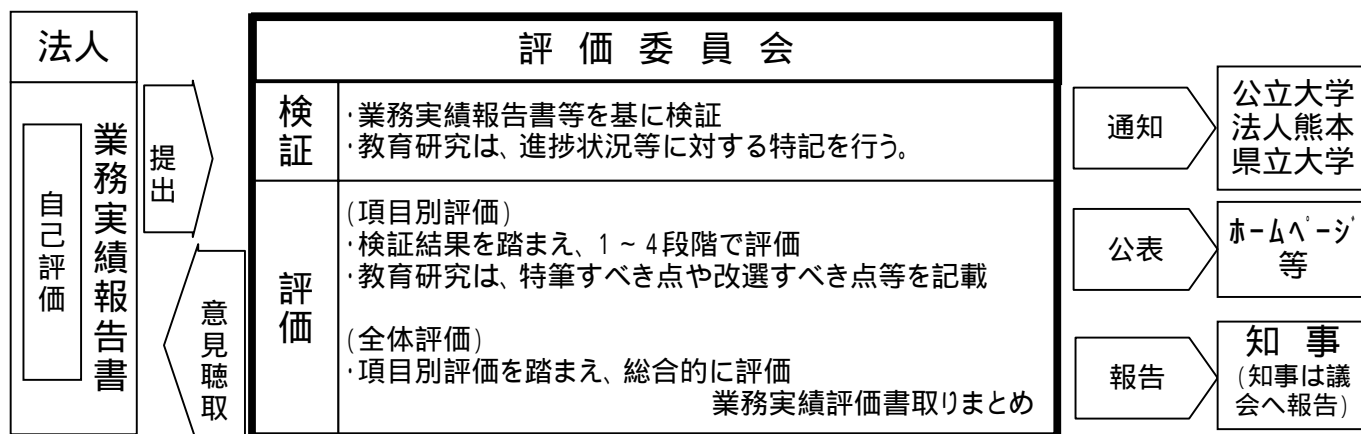 法人
業務実績報告書
自己評価
提出
意見聴取
評価委員会
検証
・業務実績報告書等を基に検証
・教育研究は、進捗状況等に対する特記を行う。
評価
(項目別評価)
・検証結果を踏まえ、1~4段階で評価
・教育研究は、特筆すべき点や改選すべき点等を記載
(全体評価)
・項目別評価を踏まえ、総合的に評価
業務実績評価書取りまとめ
通知
公立大学
法人熊本
県立大学
公表
ホームページ
等
報告
知事
(知事は議
会へ報告)